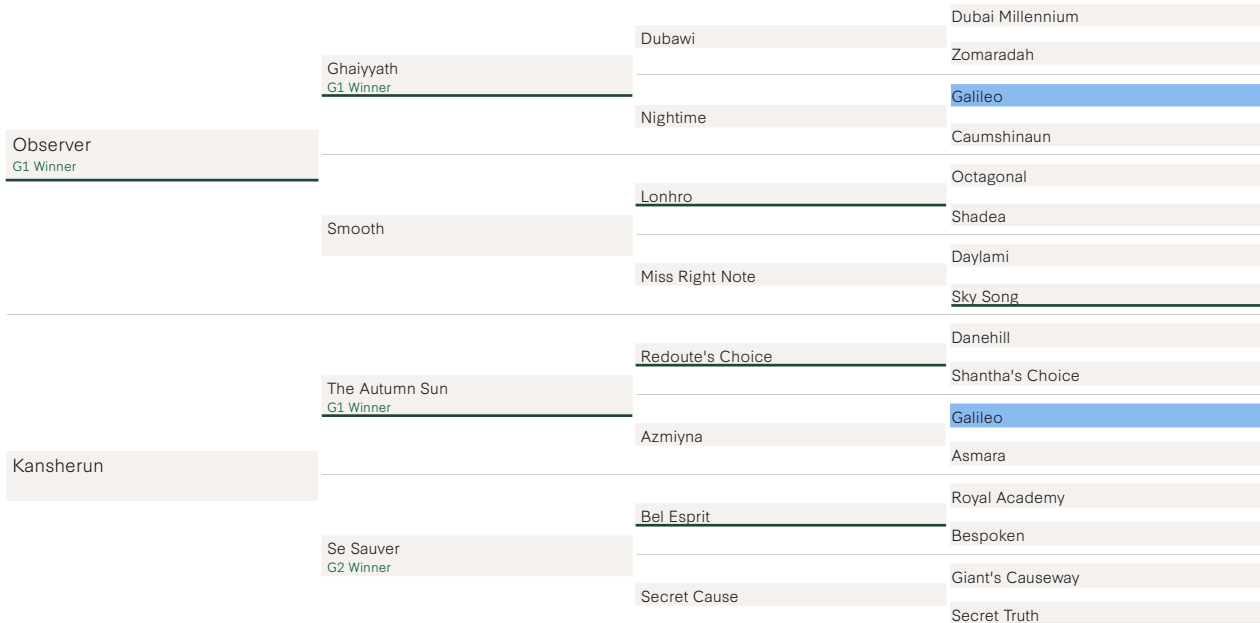 Observer
G1 Winner
Kansherun
Ghaiyyath
G1 Winner
Smooth
The Autumn Sun
G1 Winner
Se Sauver
G2 Winner
Dubawi
Nightime
Lonhro
Miss Right Note
Redoute's Choice
Azmiyna
Bel Esprit
Secret Cause
Dubai Millennium
Zomaradah
Galileo
Caumshinaun
Octagonal
Shadea
Daylami
Sky Song
Danehill
Shantha's Choice
Galileo
Asmara
Royal Academy
Bespoken
Giant's Causeway
Secret Truth